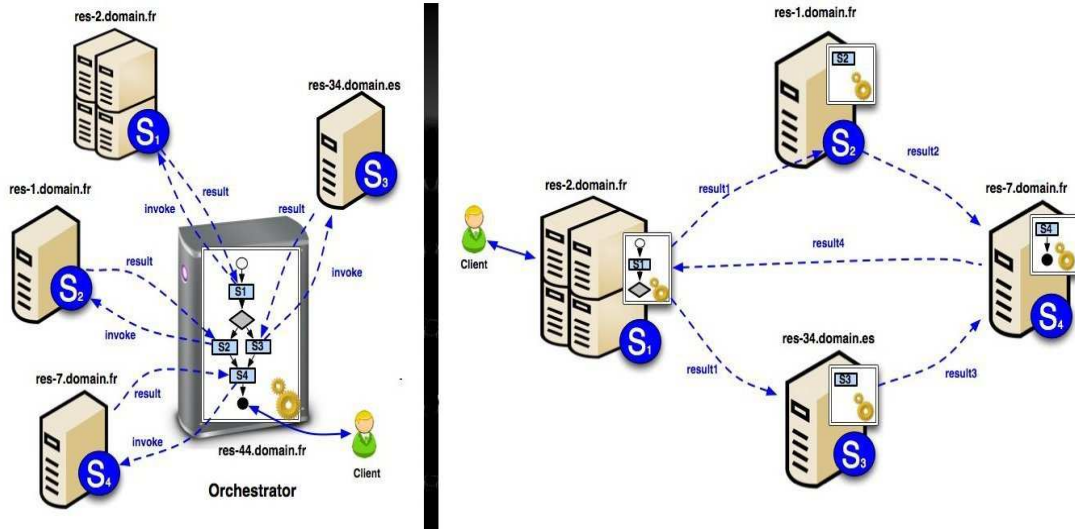 res-2.domain.fr
S1
res-34.domain.es
S3
result
invoke
result
invoke
res-1.domain.fr
S2
result
invoke
S1
S2
S3
S4
res-7.domain.fr
S4
result
invoke
res-44.domain.fr
Client
Orchestrator
res-1.domain.fr
S2
S2
result1
result2
res-2.domain.fr
res-7.domain.fr
Client
S1
S1
result4
S4
S4
res-34.domain.es
result1
S3
S3
result3